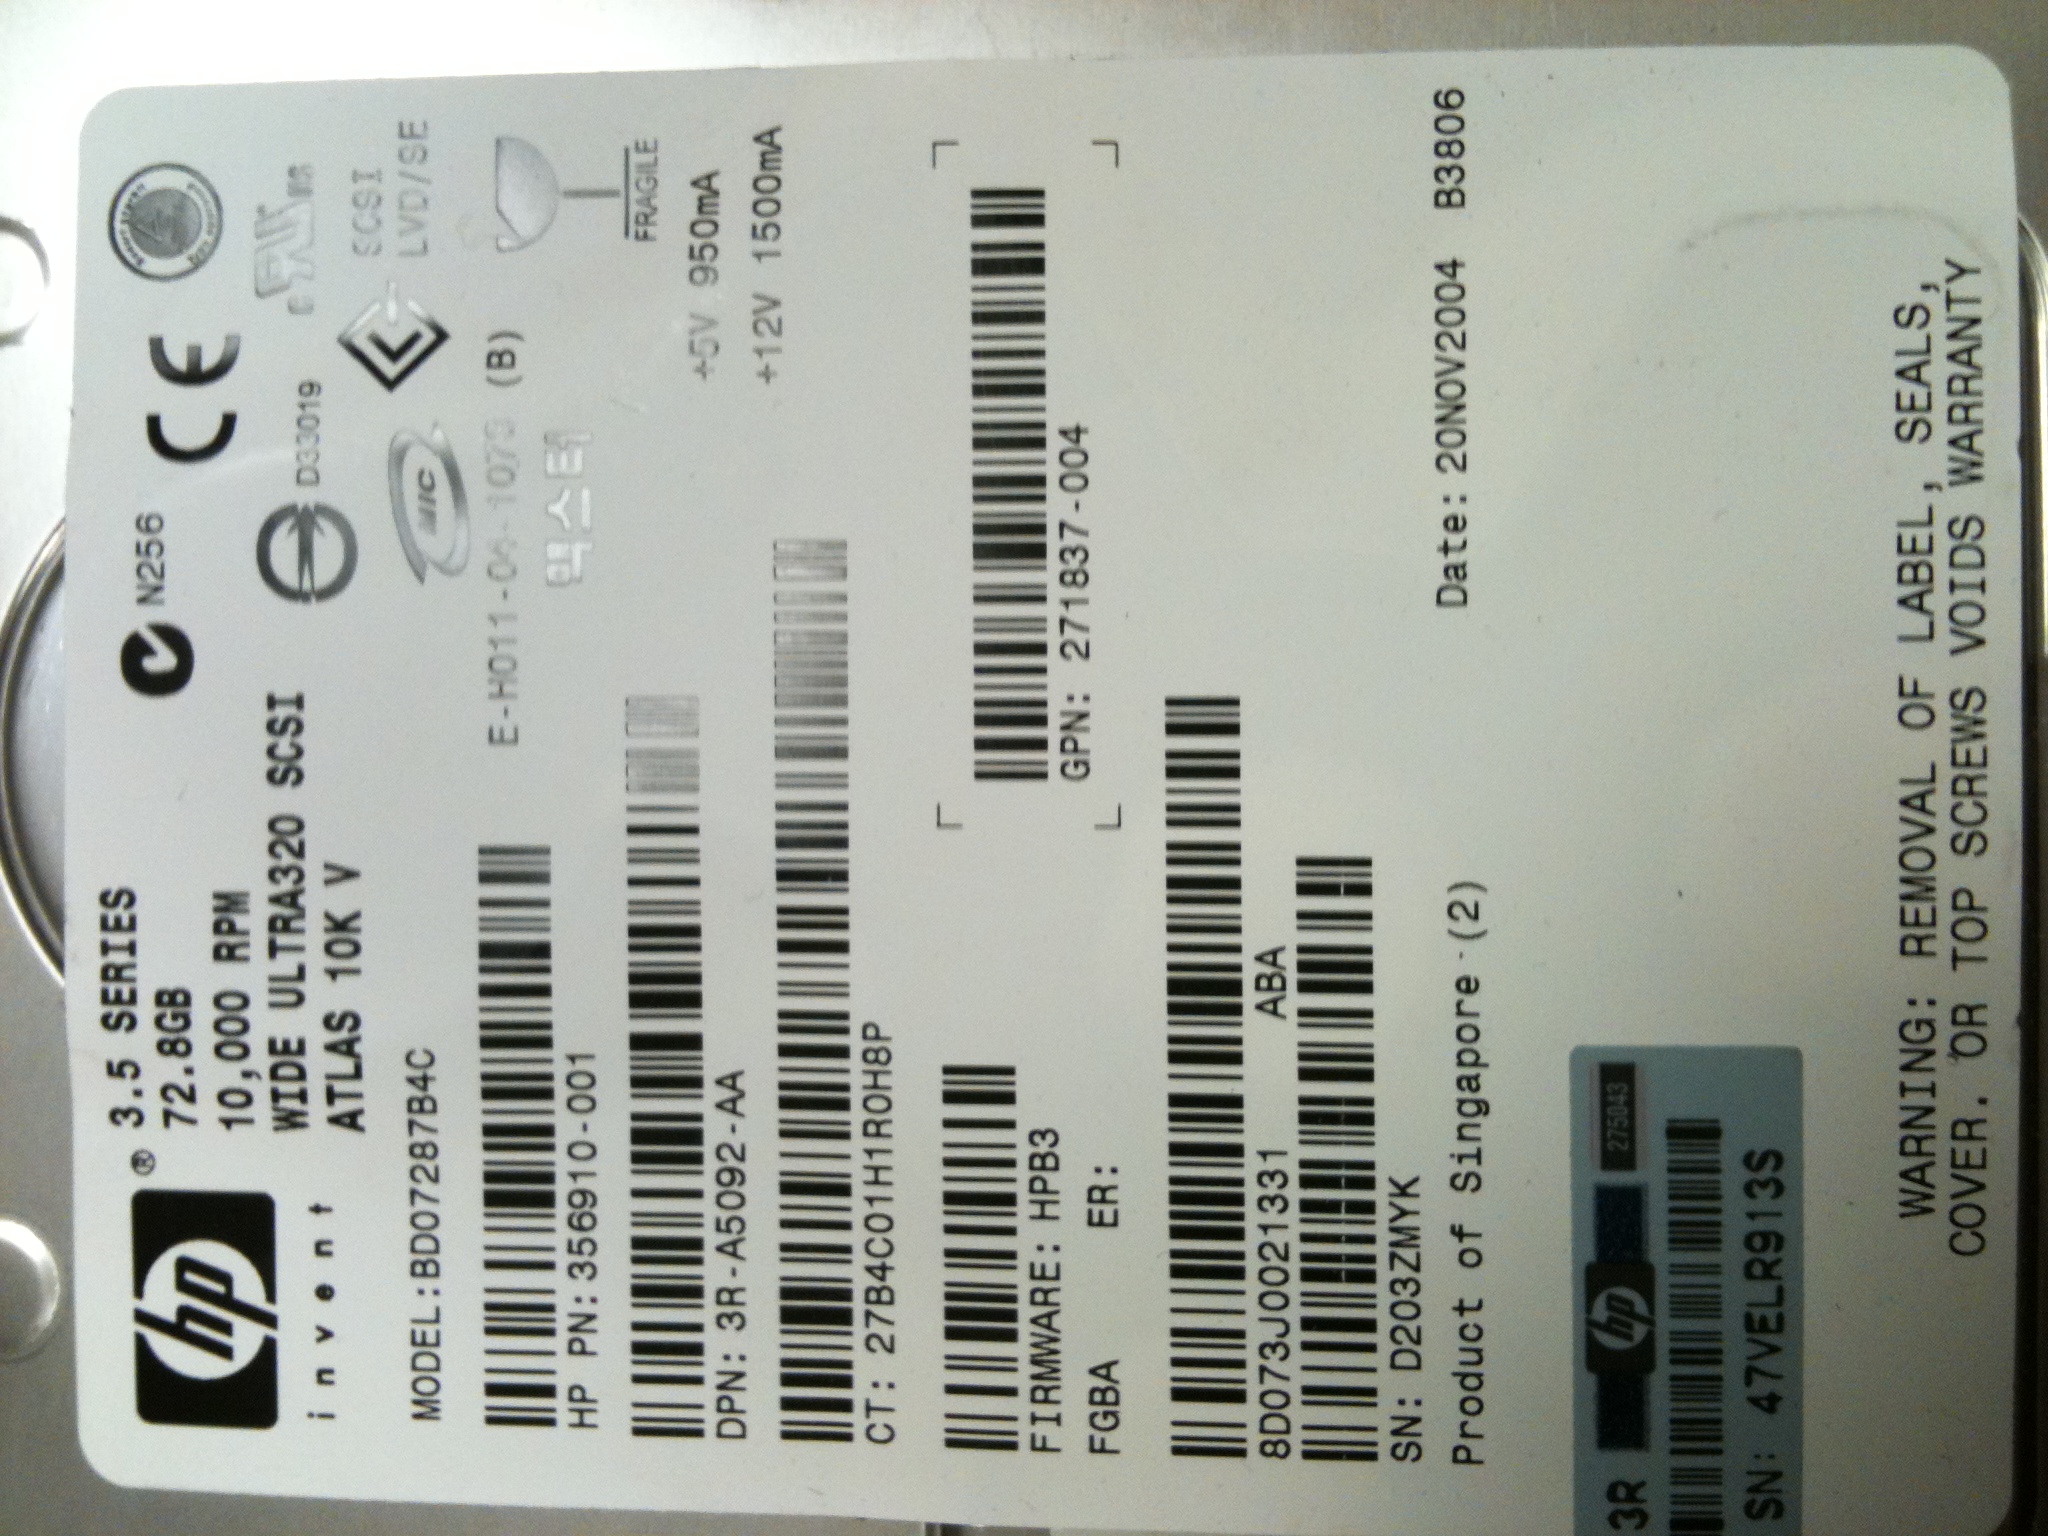 hp
®
invent
3.5 SERIES
72.8GB
10,000 RPM
WIDE ULTRA320 SCSI
ATLAS 10K V
N256
CE
D33019
MIC
SCSI
LVD/SE
MODEL:BD07287B4C
E-H011-04-1073 (B)
맥스터
FRAGILE
HP PN:356910-001
+5V 950mA
+12V 1500mA
DPN: 3R-A5092-AA
CT: 27B4C01H1R0H8P
FIRMWARE: HPB3
GPN: 271837-004
FGBA ER:
8D073J0021331 ABA
SN: D203ZMYK
Date: 20NOV2004 B3806
Product of Singapore (2)
3R hp 275043
SN: 47VELR913S
WARNING: REMOVAL OF LABEL, SEALS,
COVER, OR TOP SCREWS VOIDS WARRANTY